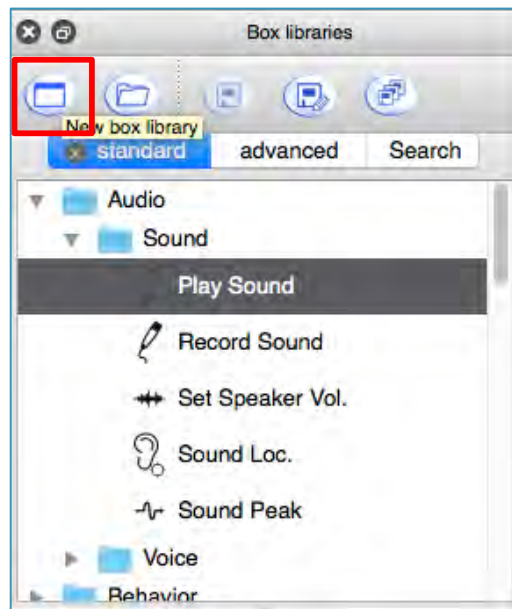 Box libraries
New box library
standard advanced Search
Audio
Sound
Play Sound
Record Sound
Set Speaker Vol.
Sound Loc.
Sound Peak
Voice
Behavior